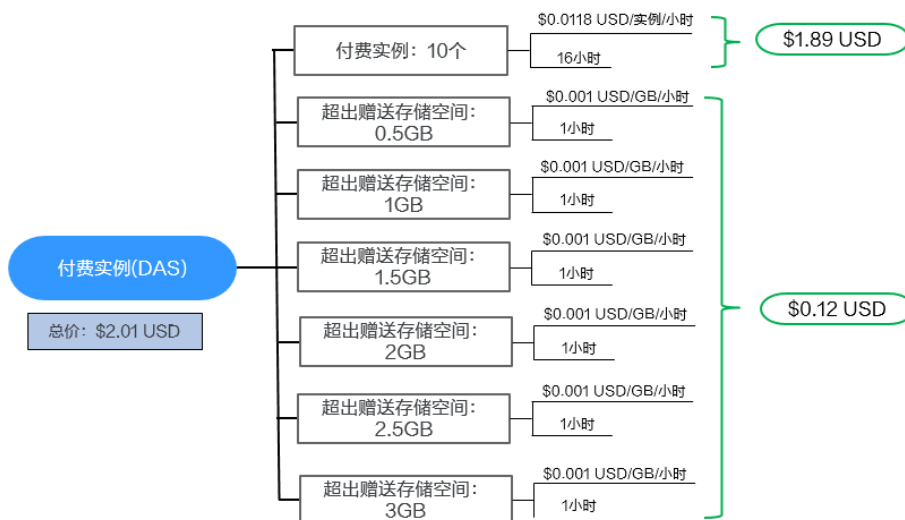 付费实例(DAS)
总价：$2.01 USD
付费实例：10个
$0.0118 USD/实例/小时
16小时
$1.89 USD
超出赠送存储空间：
0.5GB
$0.001 USD/GB/小时
1小时
超出赠送存储空间：
1GB
$0.001 USD/GB/小时
1小时
超出赠送存储空间：
1.5GB
$0.001 USD/GB/小时
1小时
超出赠送存储空间：
2GB
$0.001 USD/GB/小时
1小时
超出赠送存储空间：
2.5GB
$0.001 USD/GB/小时
1小时
超出赠送存储空间：
3GB
$0.001 USD/GB/小时
1小时
$0.12 USD